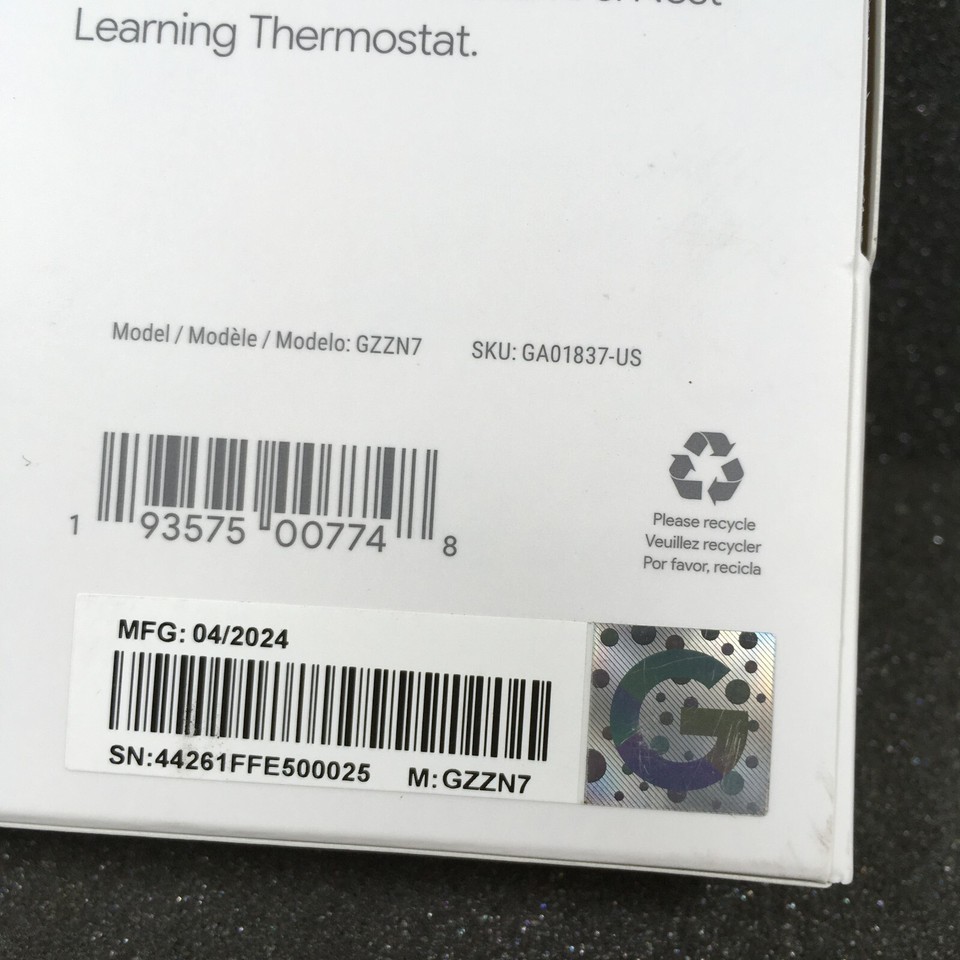 Nest
Learning Thermostat.
Model / Modèle / Modelo: GZZN7 SKU: GA01837-US
1 93575 00774 8
Please recycle
Veuillez recycler
Por favor, recicla
MFG: 04/2024
SN:44261FFE500025 M:GZZN7
G